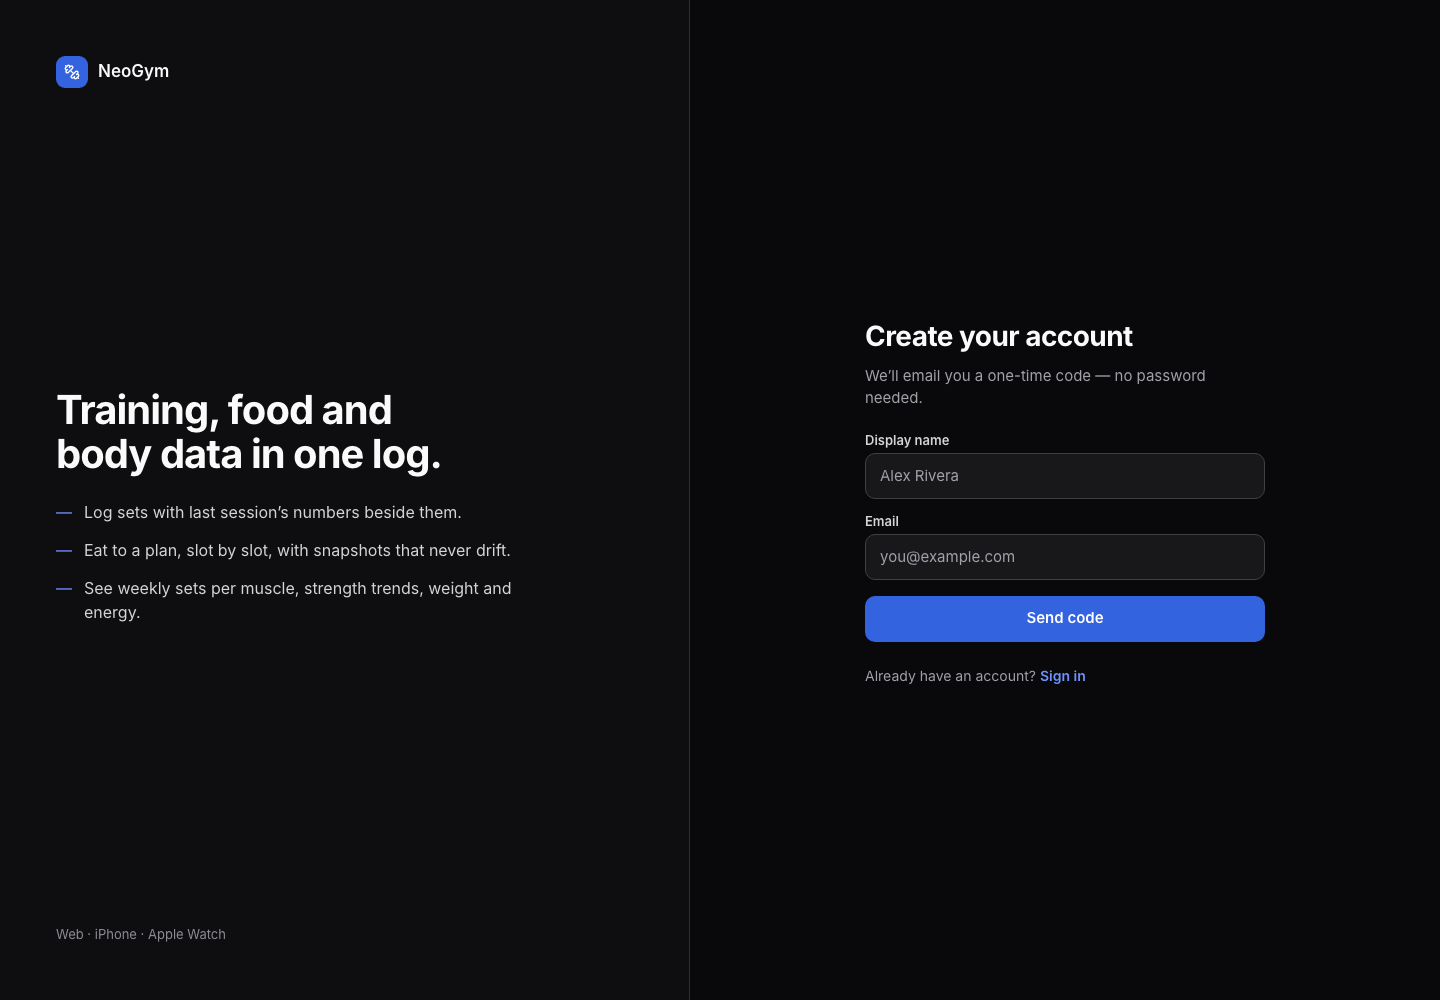 NeoGym
Training, food and
body data in one log.
— Log sets with last session’s numbers beside them.
— Eat to a plan, slot by slot, with snapshots that never drift.
— See weekly sets per muscle, strength trends, weight and
energy.
Web · iPhone · Apple Watch
Create your account
We’ll email you a one-time code — no password
needed.
Display name
Alex Rivera
Email
you@example.com
Send code
Already have an account? Sign in